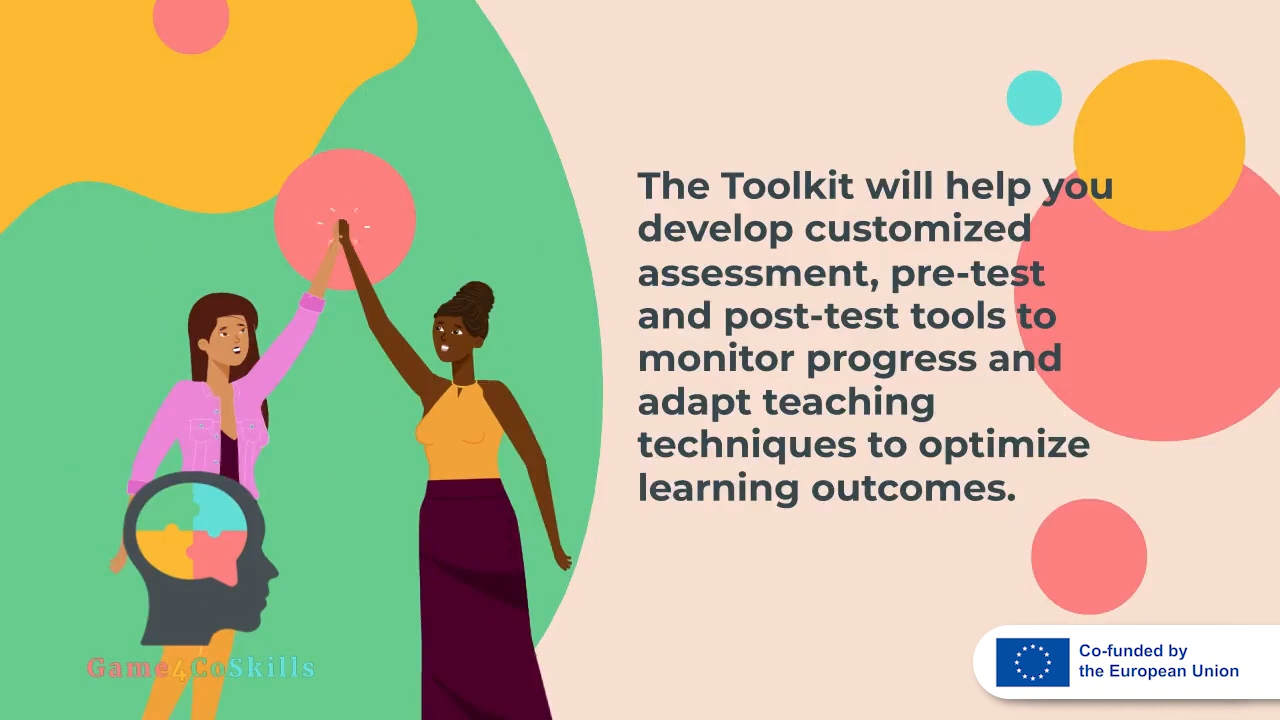 The Toolkit will help you
develop customized
assessment, pre-test
and post-test tools to
monitor progress and
adapt teaching
techniques to optimize
learning outcomes.
Game4CoSkills
Co-funded by
the European Union